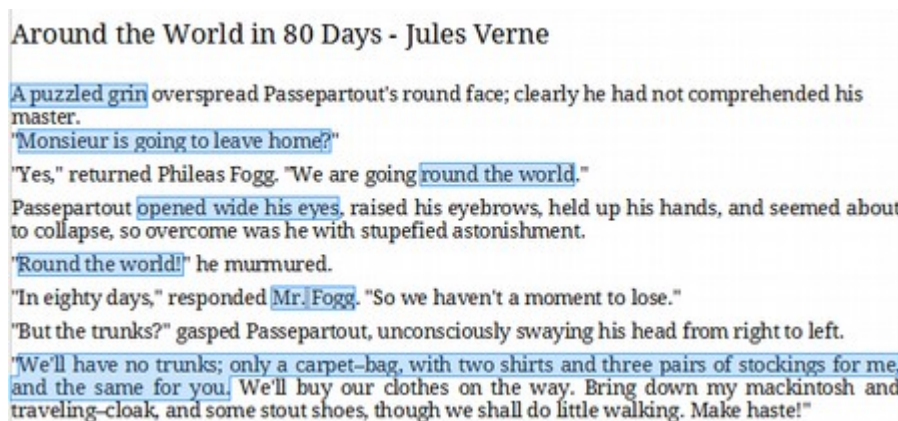 Around the World in 80 Days - Jules Verne
A puzzled grin overspread Passepartout's round face; clearly he had not comprehended his
master.
"Monsieur is going to leave home?"
"Yes," returned Phileas Fogg. "We are going round the world."
Passepartout opened wide his eyes, raised his eyebrows, held up his hands, and seemed about
to collapse, so overcome was he with stupefied astonishment.
"Round the world!" he murmured.
"In eighty days," responded Mr. Fogg. "So we haven't a moment to lose."
"But the trunks?" gasped Passepartout, unconsciously swaying his head from right to left.
"We'll have no trunks; only a carpet–bag, with two shirts and three pairs of stockings for me,
and the same for you. We'll buy our clothes on the way. Bring down my mackintosh and
traveling–cloak, and some stout shoes, though we shall do little walking. Make haste!"